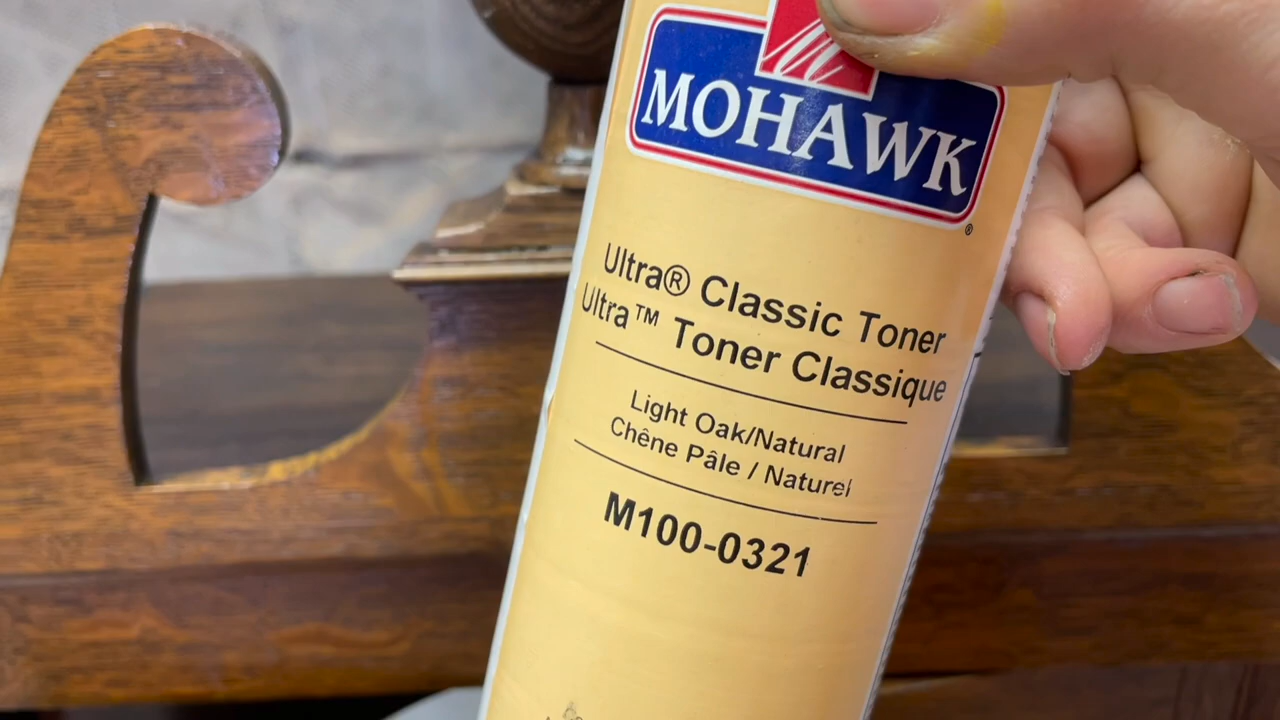 MOHAWK
®
Ultra® Classic Toner
Ultra™ Toner Classique
Light Oak/Natural
Chêne Pâle / Naturel
M100-0321